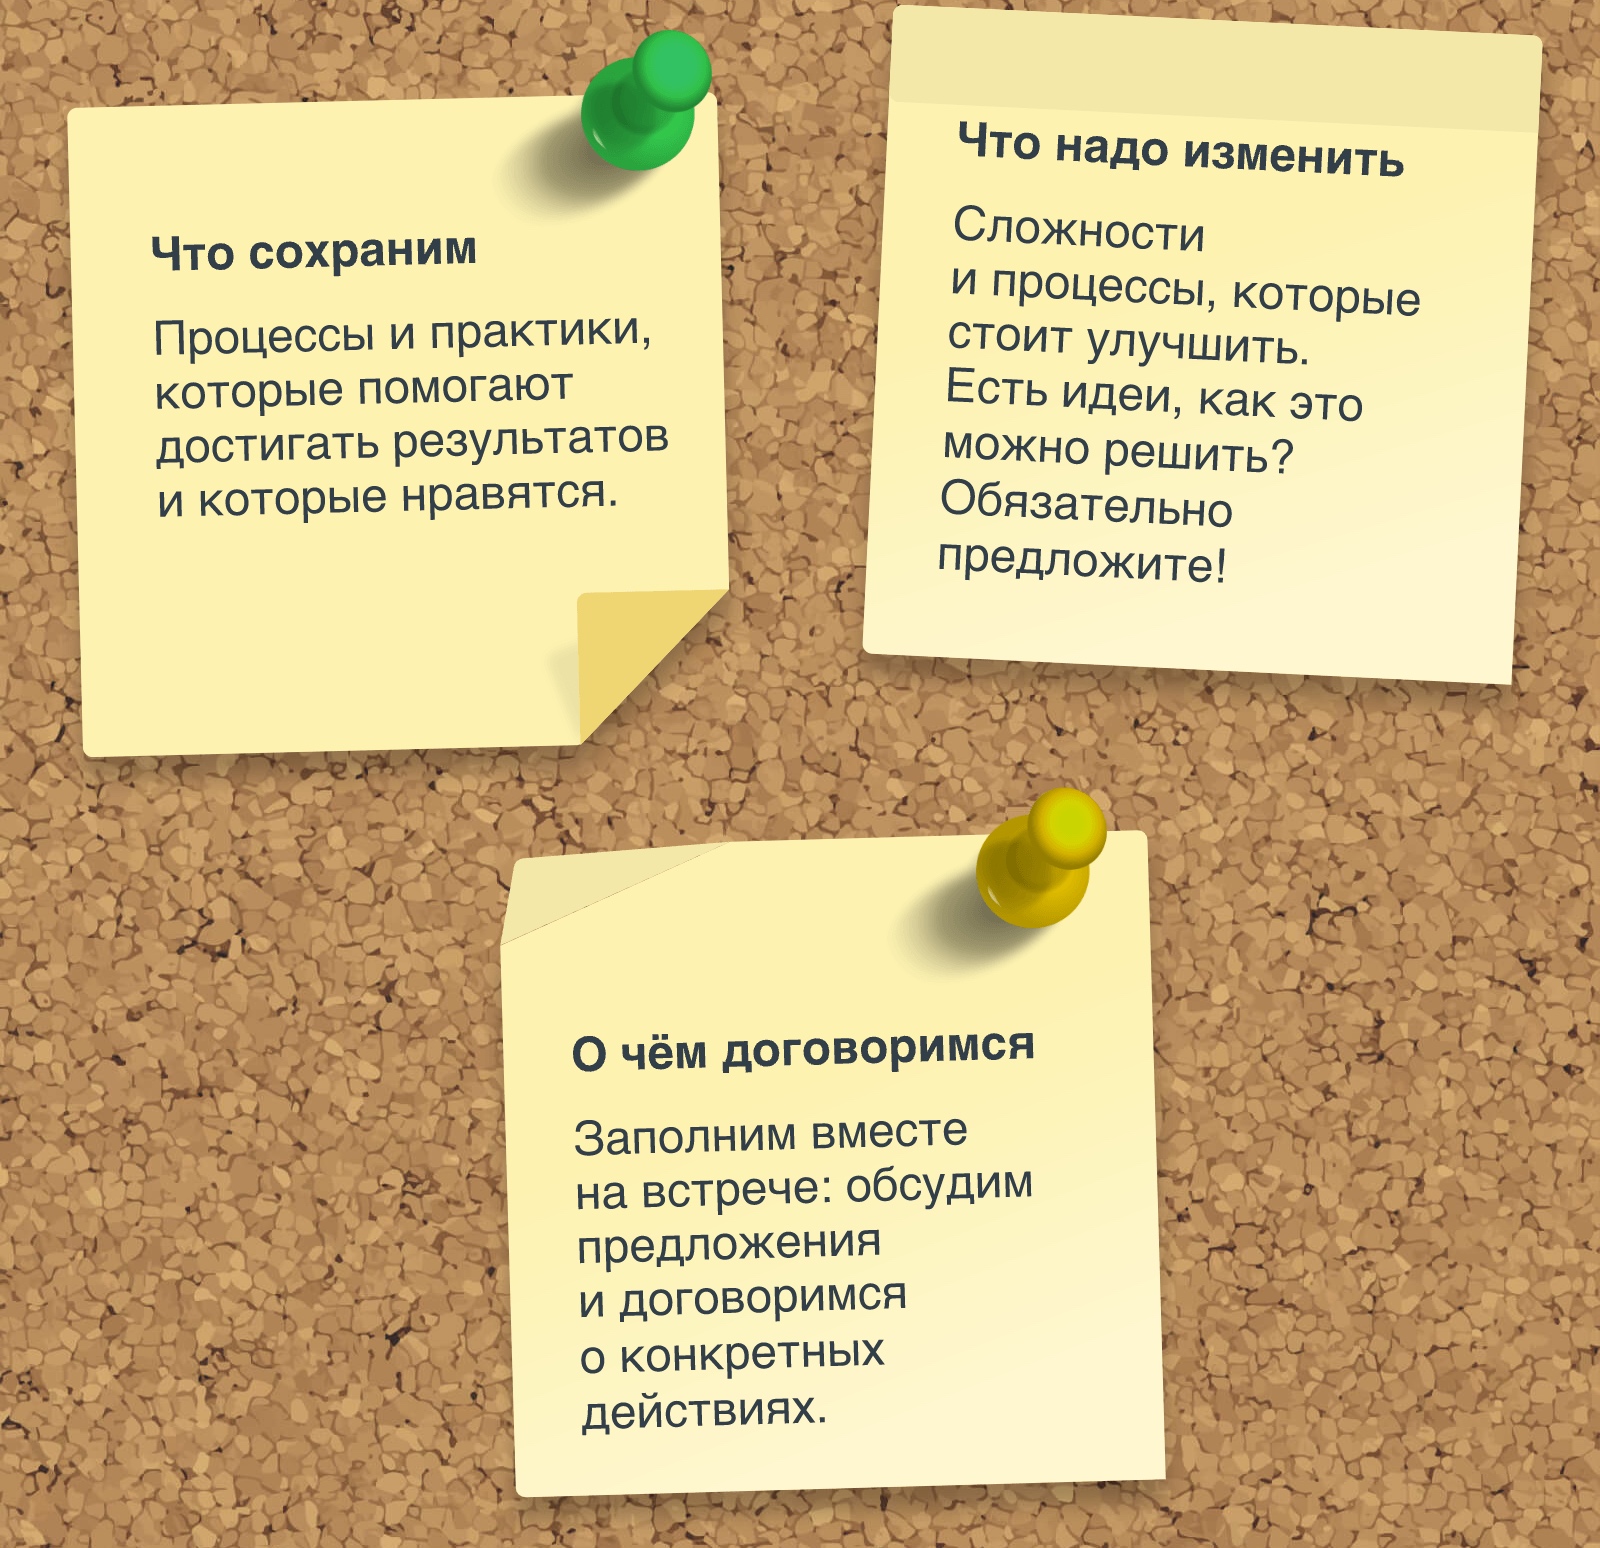 Что сохраним
Процессы и практики,
которые помогают
достигать результатов
и которые нравятся.
Что надо изменить
Сложности
и процессы, которые
стоит улучшить.
Есть идеи, как это
можно решить?
Обязательно
предложите!
О чём договоримся
Заполним вместе
на встрече: обсудим
предложения
и договоримся
о конкретных
действиях.